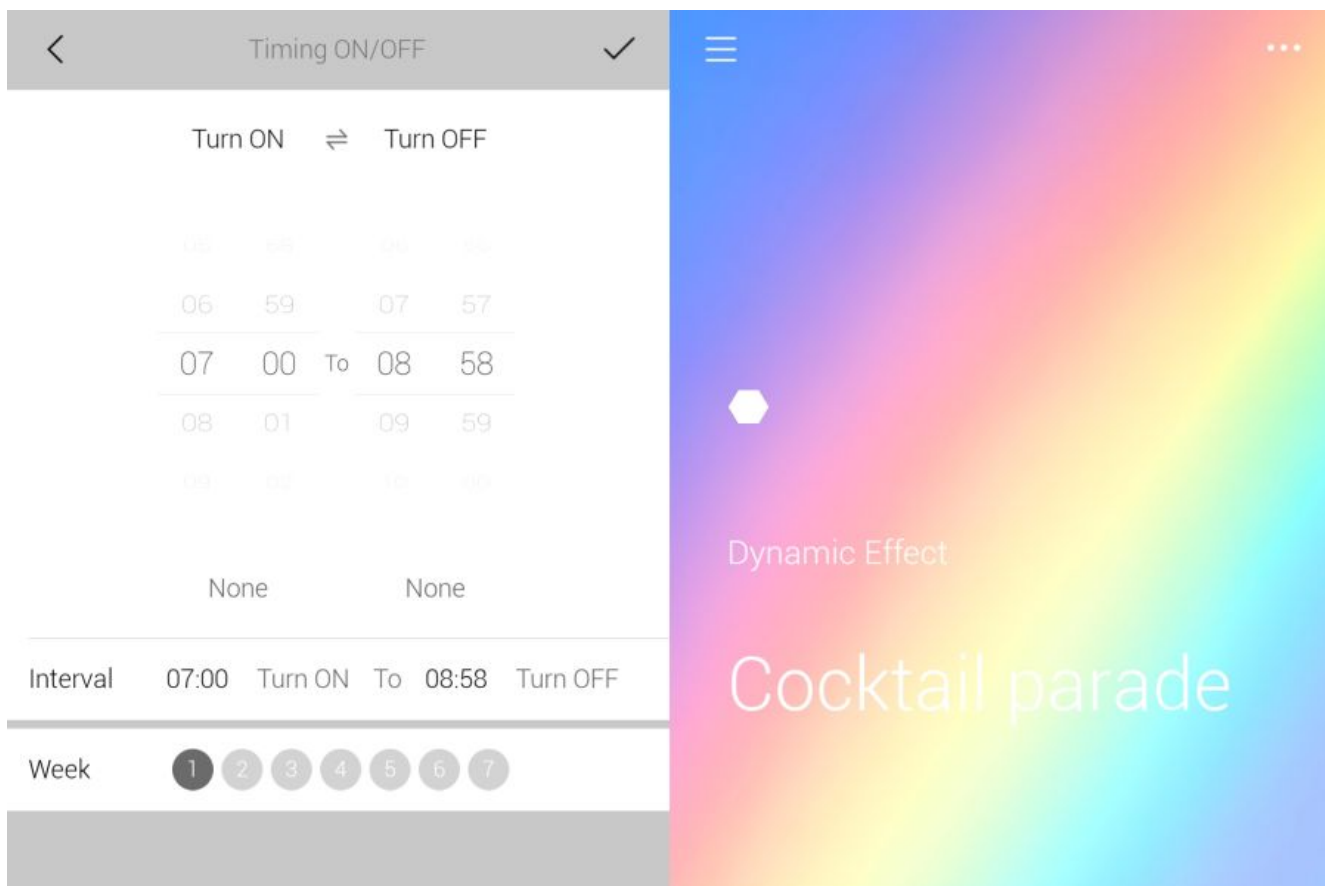 Timing ON/OFF
Turn ON ⇌ Turn OFF
06 59 07 57
07 00 To 08 58
08 01 09 59
None None
Interval 07:00 Turn ON To 08:58 Turn OFF
Week 1 2 3 4 5 6 7
Dynamic Effect
Cocktail parade